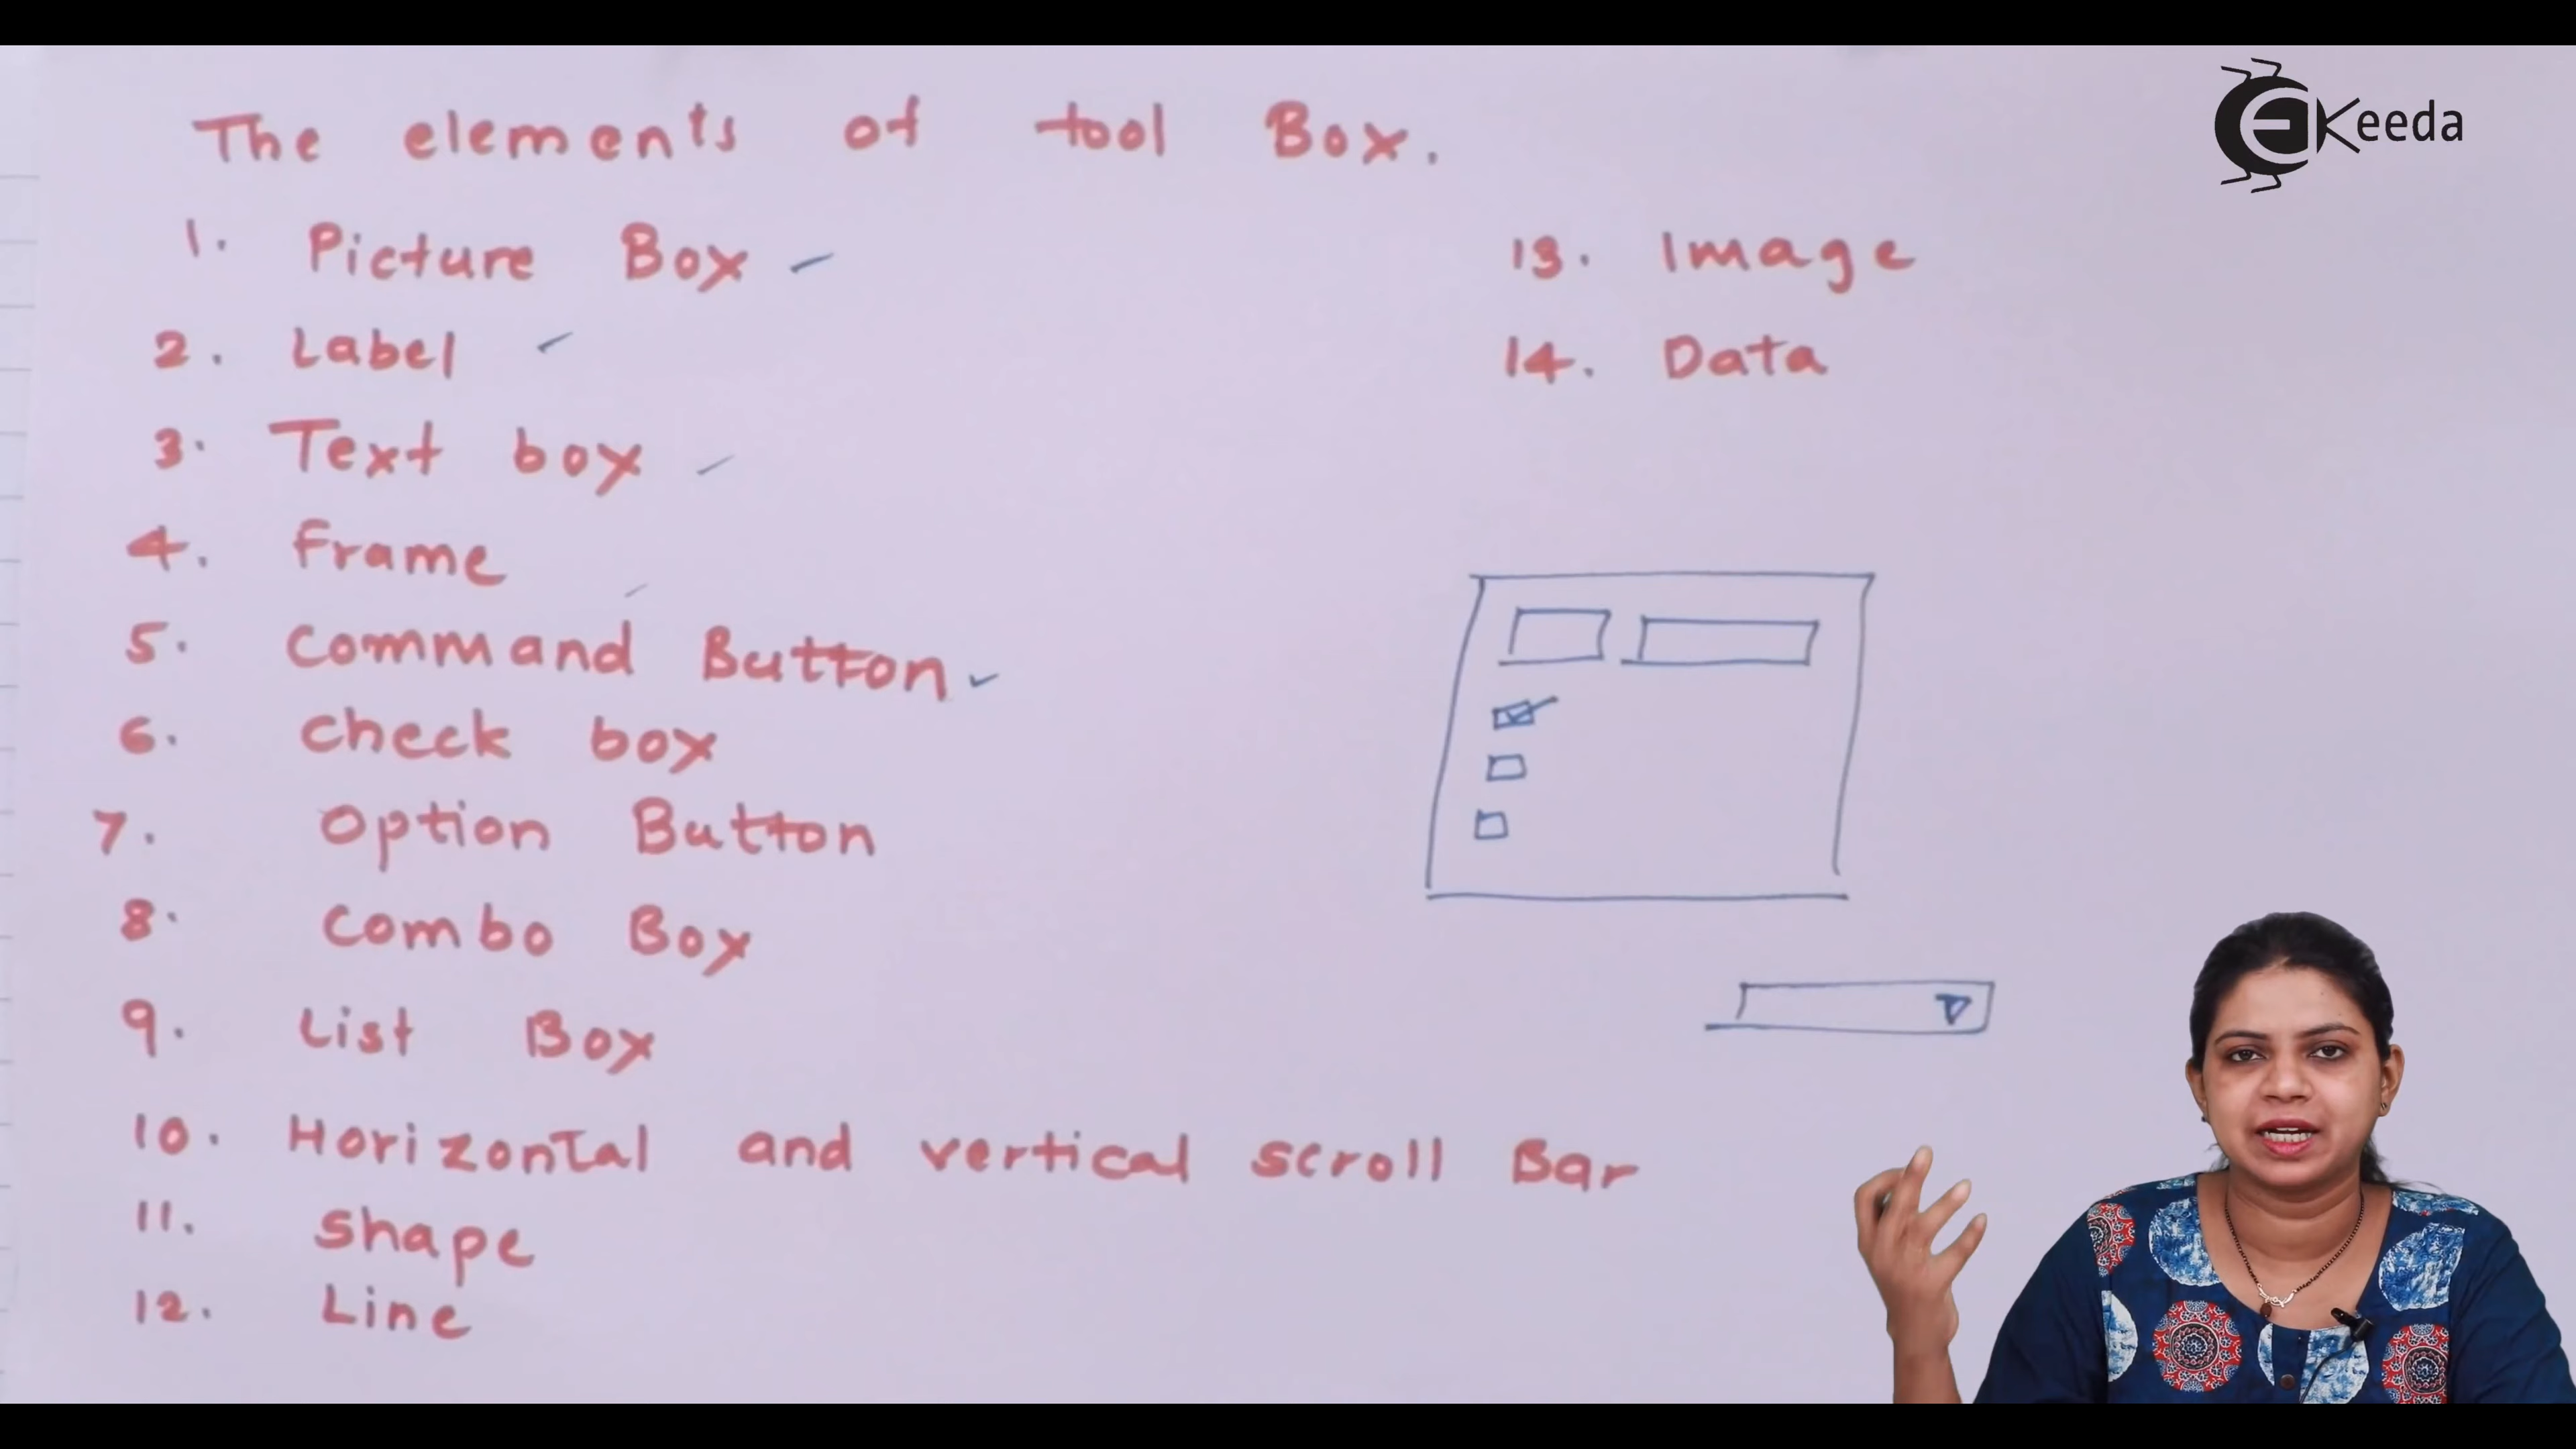 The elements of tool Box.
1. Picture Box
2. Label
3. Text box
4. Frame
5. Command Button
6. check box
7. Option Button
8. Combo Box
9. List Box
10. Horizontal and vertical scroll Bar
11. shape
12. Line
13. Image
14. Data
EKeeda